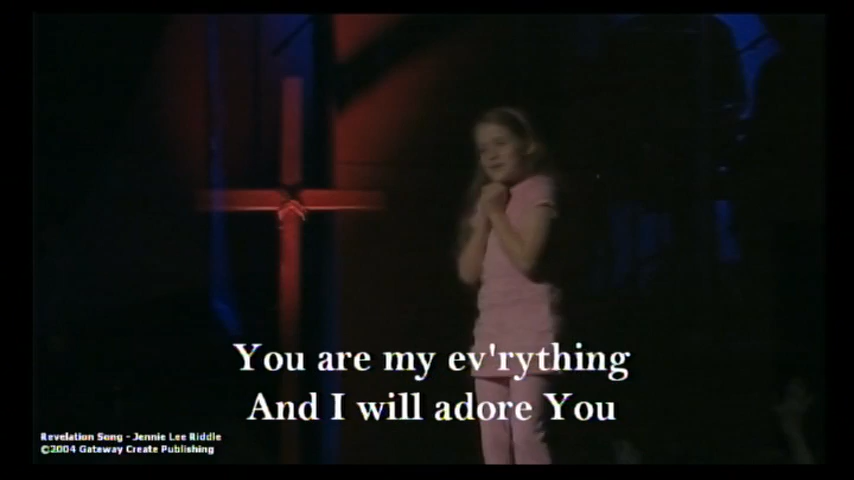 You are my ev'rything
And I will adore You
Revelation Song - Jennie Lee Riddle
©2004 Gateway Create Publishing